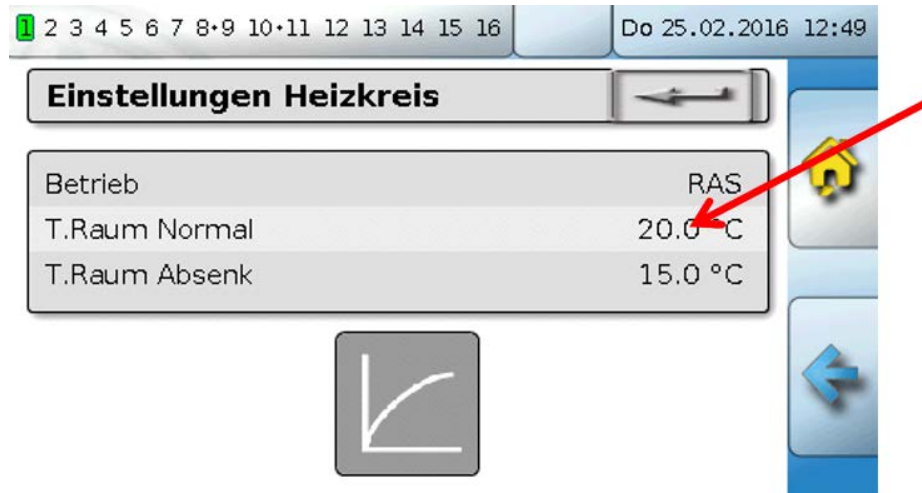 1 2 3 4 5 6 7 8•9 10•11 12 13 14 15 16 Do 25.02.2016 12:49
Einstellungen Heizkreis
Betrieb RAS
T.Raum Normal 20.0 °C
T.Raum Absenk 15.0 °C